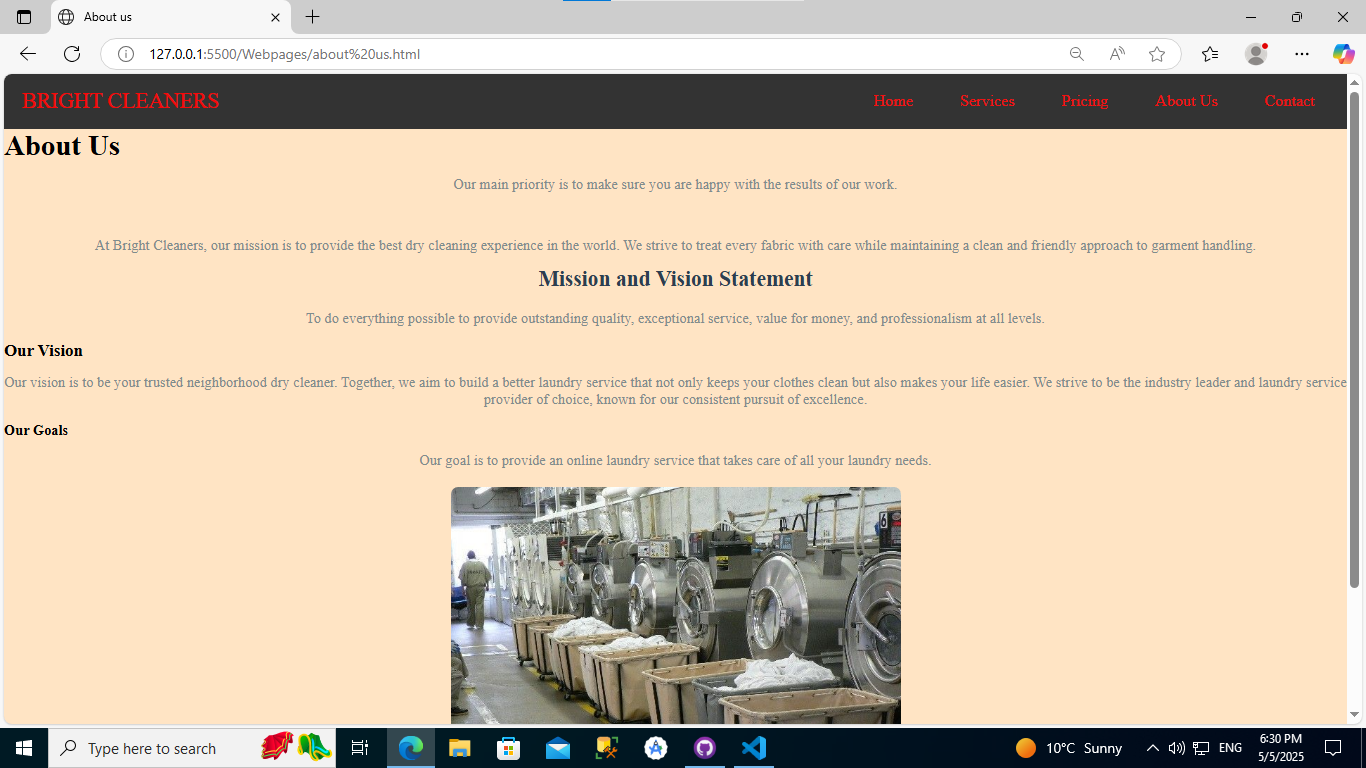 About us
127.0.0.1:5500/Webpages/about%20us.html
BRIGHT CLEANERS
Home Services Pricing About Us Contact
About Us
Our main priority is to make sure you are happy with the results of our work.
At Bright Cleaners, our mission is to provide the best dry cleaning experience in the world. We strive to treat every fabric with care while maintaining a clean and friendly approach to garment handling.
Mission and Vision Statement
To do everything possible to provide outstanding quality, exceptional service, value for money, and professionalism at all levels.
Our Vision
Our vision is to be your trusted neighborhood dry cleaner. Together, we aim to build a better laundry service that not only keeps your clothes clean but also makes your life easier. We strive to be the industry leader and laundry service
provider of choice, known for our consistent pursuit of excellence.
Our Goals
Our goal is to provide an online laundry service that takes care of all your laundry needs.
6
Type here to search
10°C Sunny
ENG
6:30 PM
5/5/2025